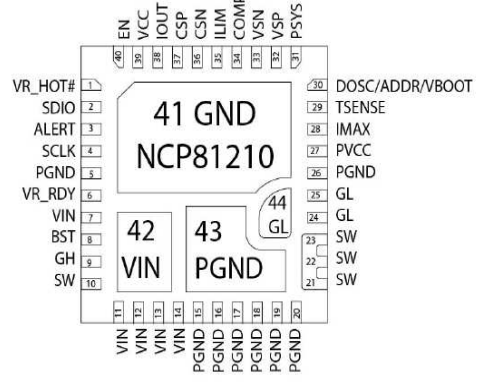 40 EN
39 VCC
38 IOUT
37 CSP
36 CSN
35 ILIM
34 COMP
33 VSN
32 VSP
31 PSYS
VR_HOT# 1
SDIO 2
ALERT 3
SCLK 4
PGND 5
VR_RDY 6
VIN 7
BST 8
GH 9
SW 10
41 GND
NCP81210
42
VIN
43
PGND
44
GL
30 DOSC/ADDR/VBOOT
29 TSENSE
28 IMAX
27 PVCC
26 PGND
25 GL
24 GL
23 SW
22 SW
21 SW
11 VIN
12 VIN
13 VIN
14 VIN
15 PGND
16 PGND
17 PGND
18 PGND
19 PGND
20 PGND